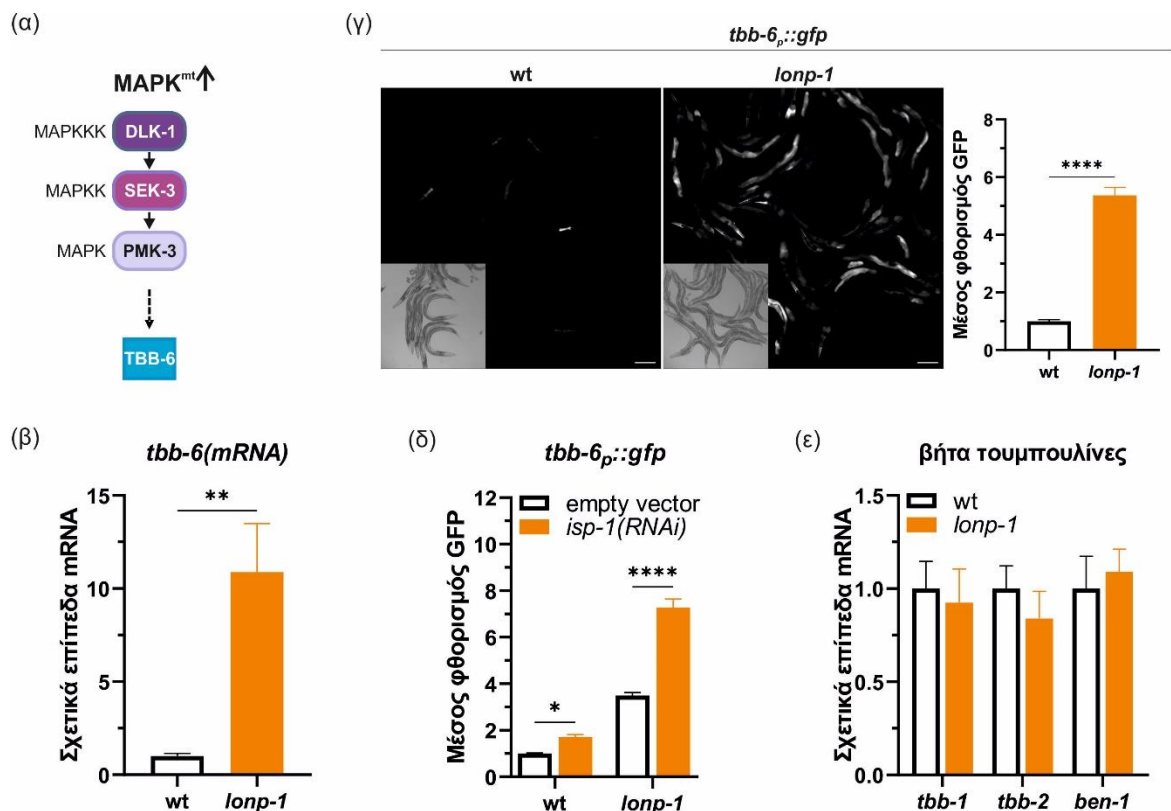 (α)
MAPKᵐᵗ↑
MAPKKK DLK-1
MAPKK SEK-3
MAPK PMK-3
TBB-6
(γ)
tbb-6ₚ::gfp
wt lonp-1
Μέσος φθορισμός GFP
8
6
4
2
0
****
wt lonp-1
(β)
tbb-6(mRNA)
Σχετικά επίπεδα mRNA
15
10
5
0
**
wt lonp-1
(δ)
tbb-6ₚ::gfp
Μέσος φθορισμός GFP
12
10
8
6
4
2
0
empty vector
isp-1(RNAi)
*
****
wt lonp-1
(ε)
βήτα τουμπουλίνες
Σχετικά επίπεδα mRNA
1.5
1.0
0.5
0.0
wt
lonp-1
tbb-1 tbb-2 ben-1